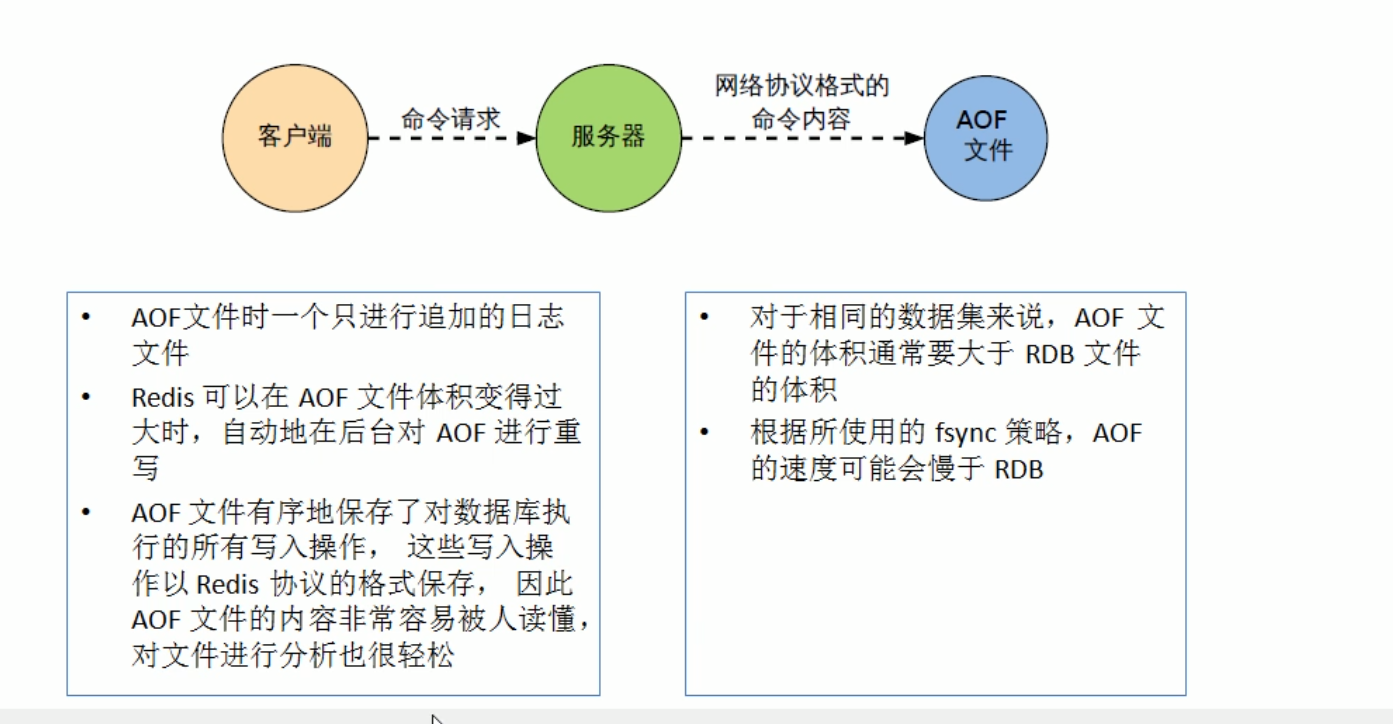 客户端
命令请求
服务器
网络协议格式的
命令内容
AOF
文件
• AOF文件时一个只进行追加的日志
文件
• Redis 可以在 AOF 文件体积变得过
大时，自动地在后台对 AOF 进行重
写
• AOF 文件有序地保存了对数据库执
行的所有写入操作， 这些写入操
作以 Redis 协议的格式保存， 因此
AOF 文件的内容非常容易被人读懂，
对文件进行分析也很轻松
• 对于相同的数据集来说，AOF 文
件的体积通常要大于 RDB 文件
的体积
• 根据所使用的 fsync 策略，AOF
的速度可能会慢于 RDB